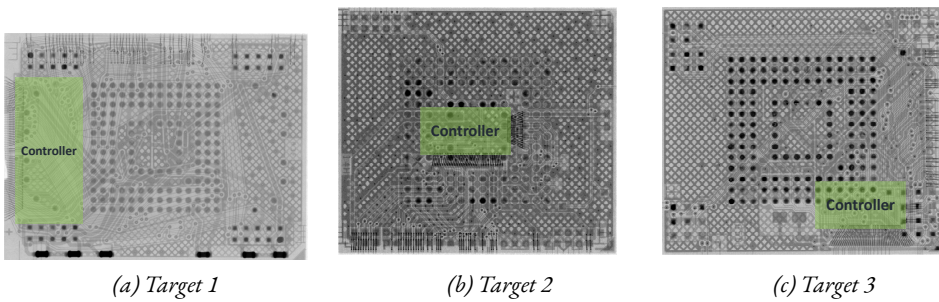 Controller
Controller
Controller
(a) Target 1
(b) Target 2
(c) Target 3